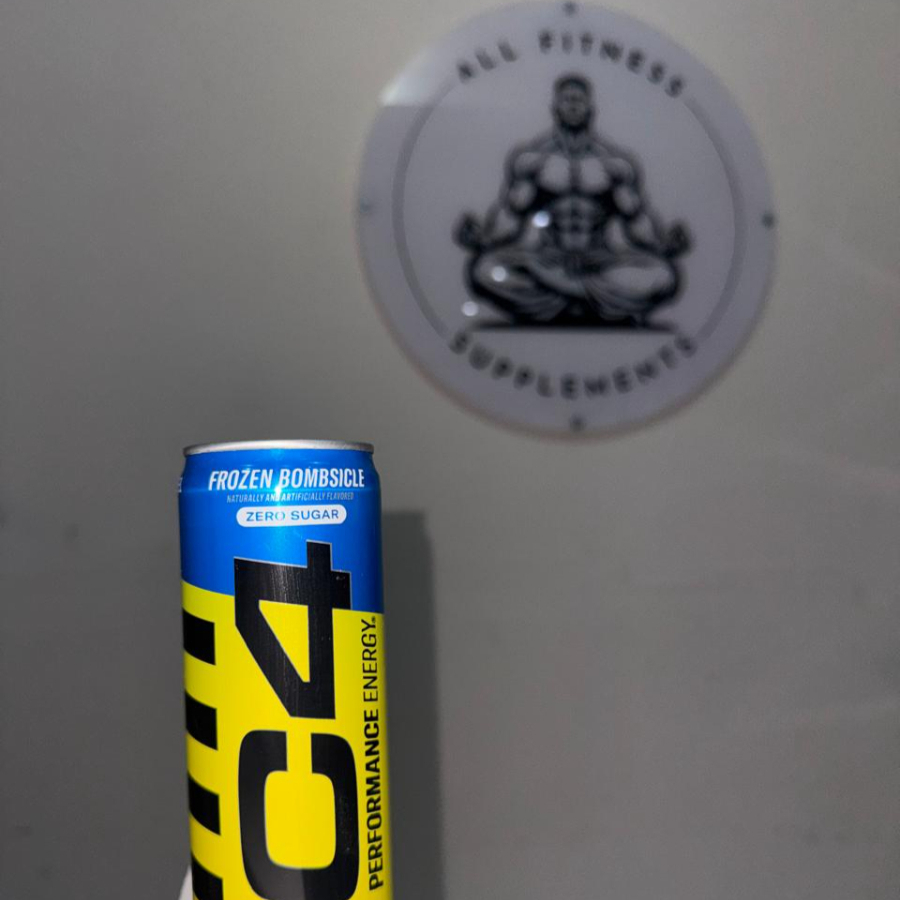 ALL FITNESS
SUPPLEMENTS
FROZEN BOMBSICLE
NATURALLY AND ARTIFICIALLY FLAVORED
ZERO SUGAR
C4
PERFORMANCE ENERGY®